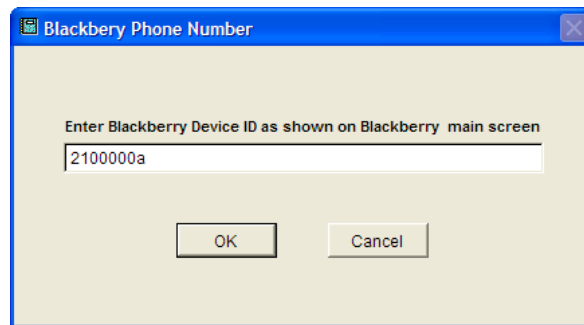 Blackbery Phone Number
Enter Blackberry Device ID as shown on Blackberry main screen
2100000a
OK
Cancel